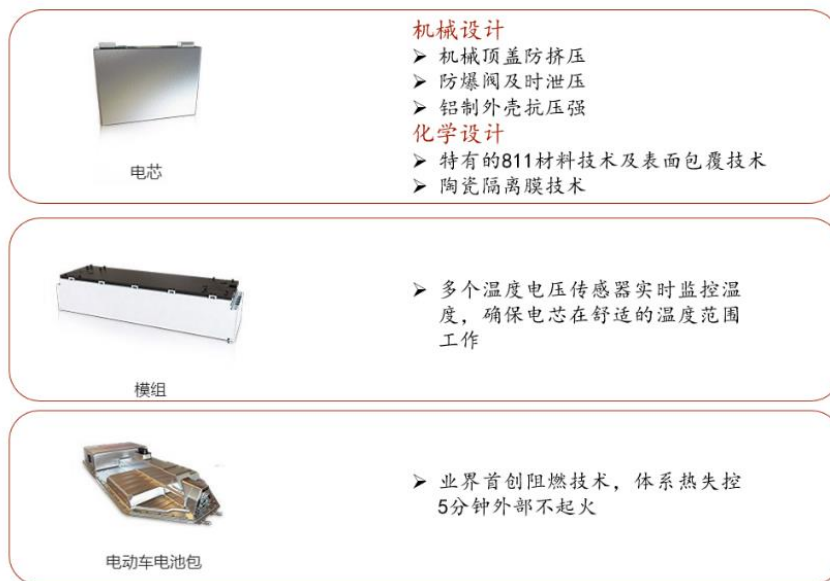 机械设计
➢ 机械顶盖防挤压
➢ 防爆阀及时泄压
➢ 铝制外壳抗压强
化学设计
➢ 特有的811材料技术及表面包覆技术
➢ 陶瓷隔离膜技术
电芯
➢ 多个温度电压传感器实时监控温
度，确保电芯在舒适的温度范围
工作
模组
➢ 业界首创阻燃技术，体系热失控
5分钟外部不起火
电动车电池包